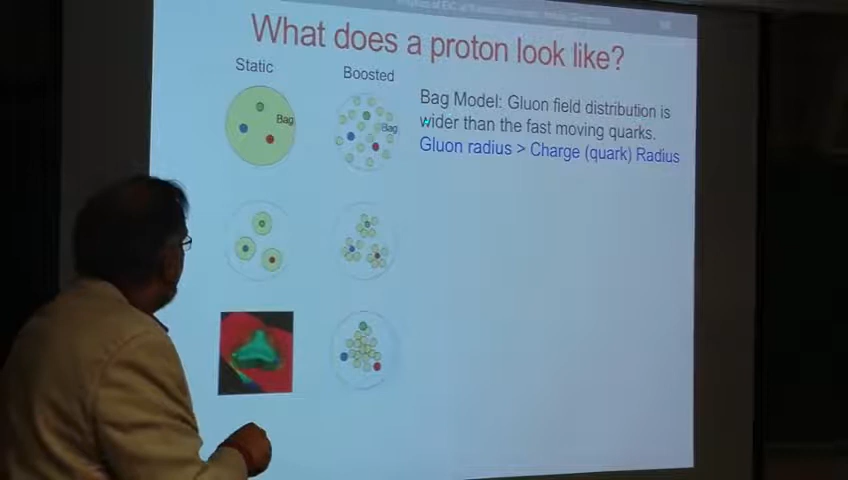 What does a proton look like?
Static
Boosted
Bag
Bag
Bag Model: Gluon field distribution is
wider than the fast moving quarks.
Gluon radius > Charge (quark) Radius